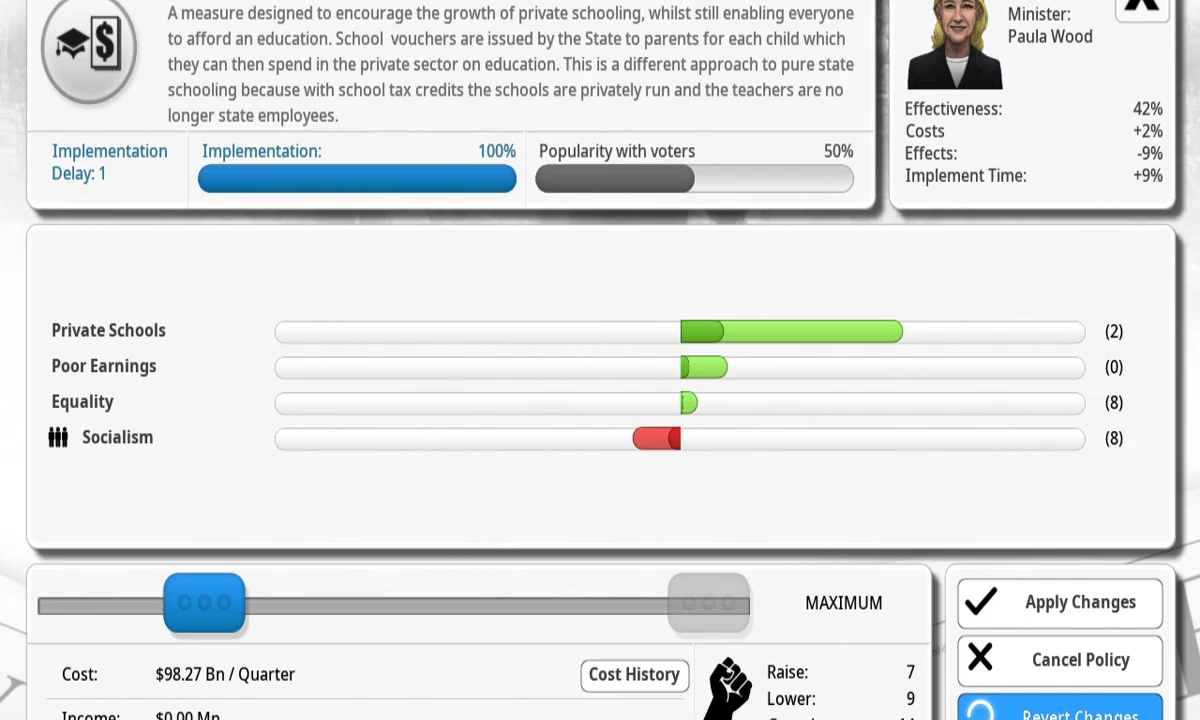 A measure designed to encourage the growth of private schooling, whilst still enabling everyone
to afford an education. School  vouchers are issued by the State to parents for each child which
they can then spend in the private sector on education. This is a different approach to pure state
schooling because with school tax credits the schools are privately run and the teachers are no
longer state employees.
Minister:
Paula Wood
Effectiveness: 42%
Costs +2%
Effects: -9%
Implement Time: +9%
Implementation
Delay: 1
Implementation: 100%
Popularity with voters 50%
Private Schools (2)
Poor Earnings (0)
Equality (8)
Socialism (8)
MAXIMUM
Apply Changes
Cancel Policy
Revert Changes
Cost: $98.27 Bn / Quarter
Cost History
Raise: 7
Lower: 9
Income: $0.00 Mn